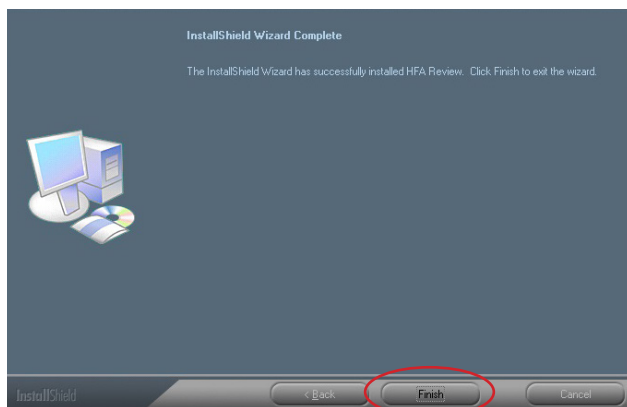 InstallShield Wizard Complete
The InstallShield Wizard has successfully installed HFA Review. Click Finish to exit the wizard.
InstallShield
< Back
Finish
Cancel